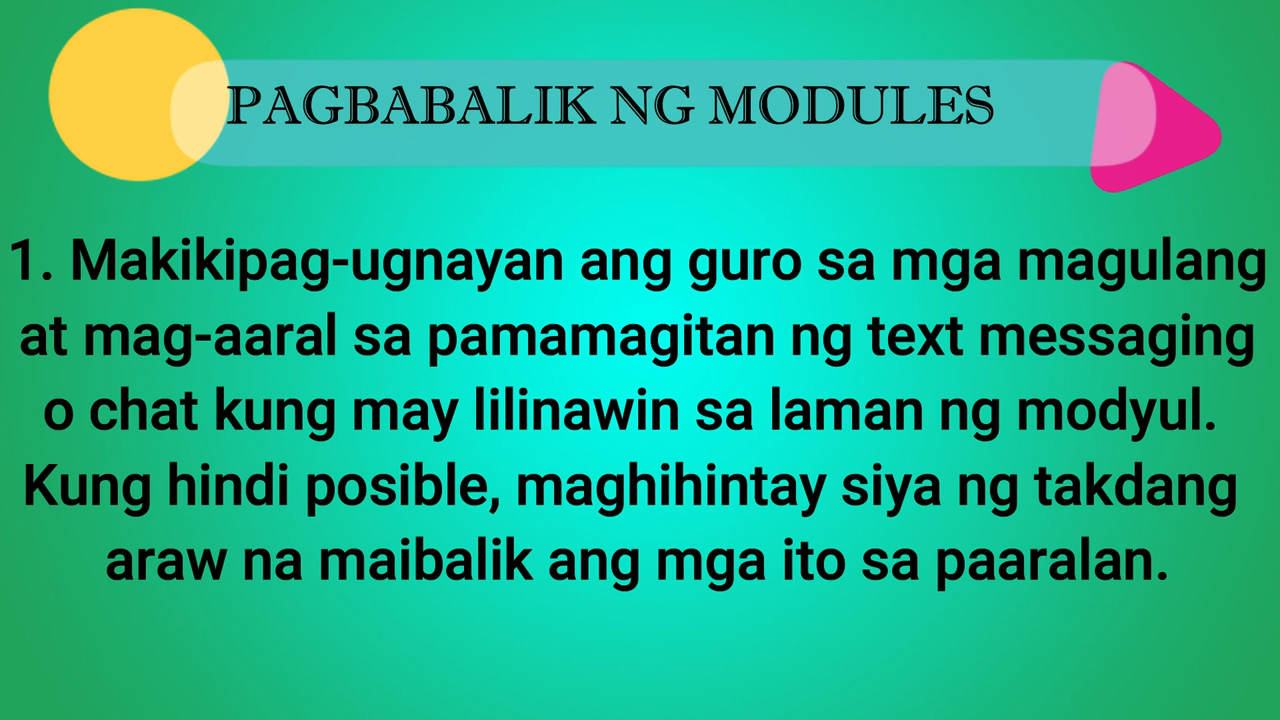 PAGBABALIK NG MODULES
1. Makikipag-ugnayan ang guro sa mga magulang
at mag-aaral sa pamamagitan ng text messaging
o chat kung may lilinawin sa laman ng modyul.
Kung hindi posible, maghihintay siya ng takdang
araw na maibalik ang mga ito sa paaralan.